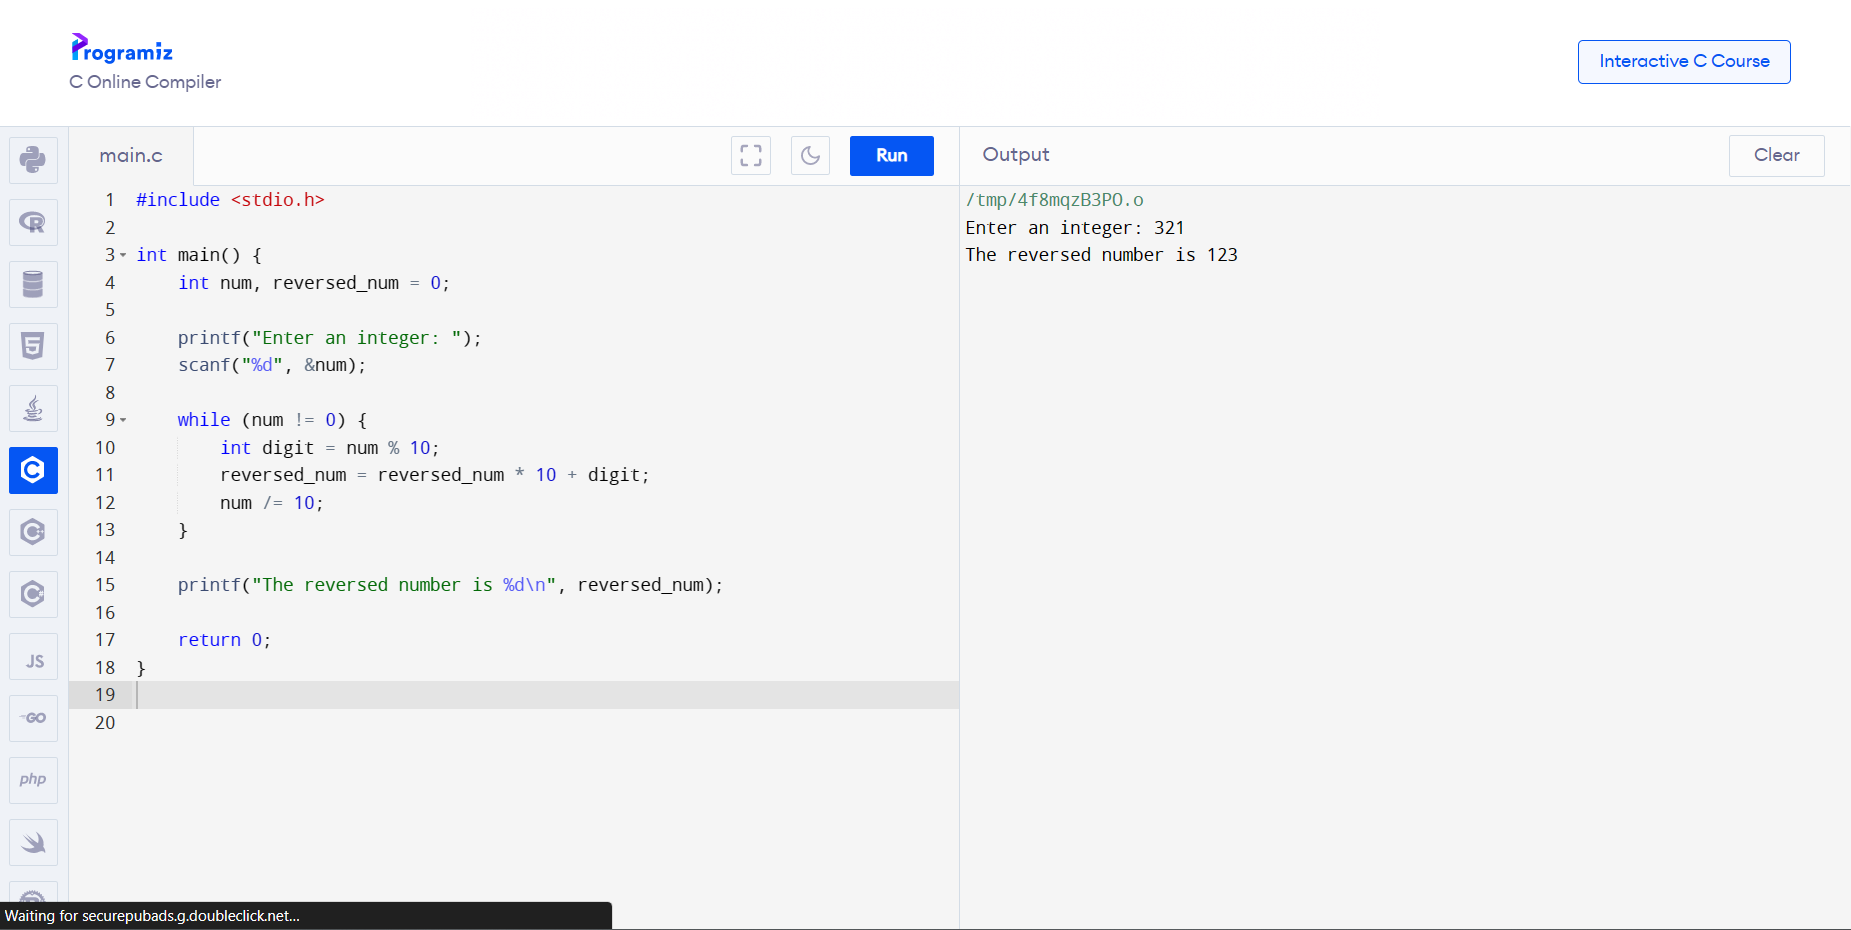 Programiz
C Online Compiler
Interactive C Course
main.c
Run
Output
Clear
1 #include <stdio.h>
2
3 int main() {
4     int num, reversed_num = 0;
5
6     printf("Enter an integer: ");
7     scanf("%d", &num);
8
9     while (num != 0) {
10         int digit = num % 10;
11         reversed_num = reversed_num * 10 + digit;
12         num /= 10;
13     }
14
15     printf("The reversed number is %d\n", reversed_num);
16
17     return 0;
18 }
19
20
/tmp/4f8mqzB3PO.o
Enter an integer: 321
The reversed number is 123
R
5
C
C
C
JS
GO
php
Waiting for securepubads.g.doubleclick.net...